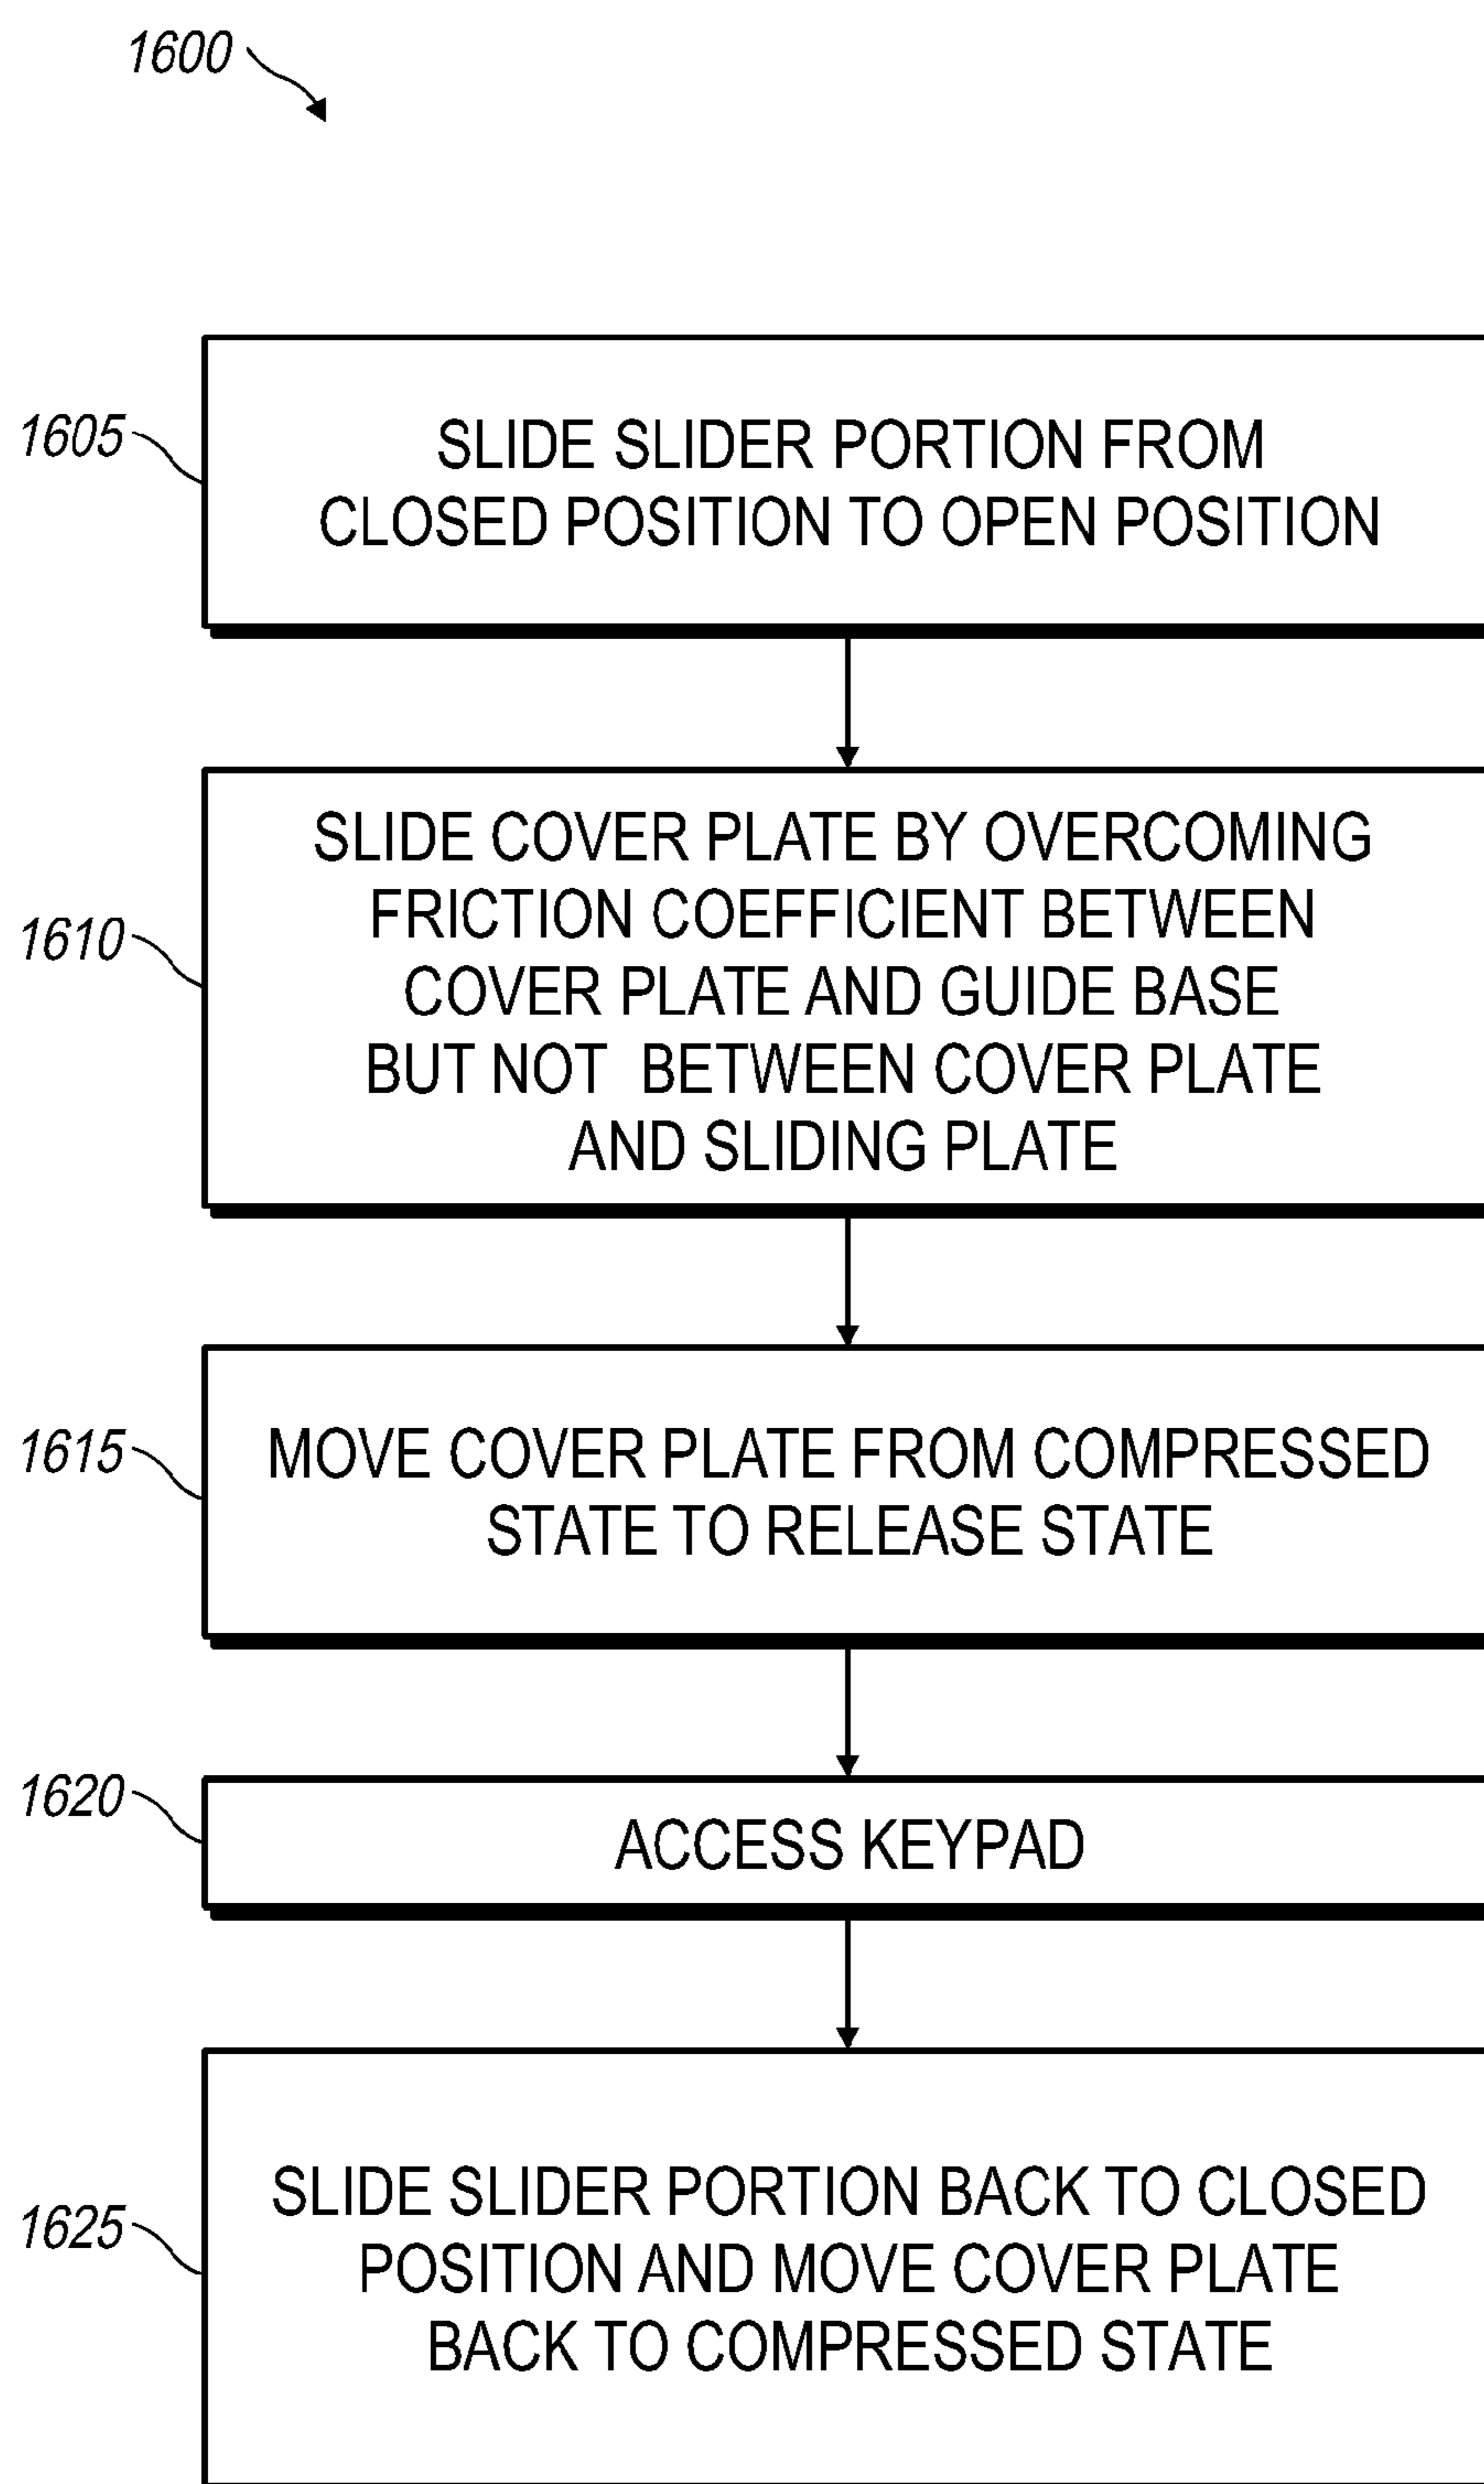 1600
1605
SLIDE SLIDER PORTION FROM
CLOSED POSITION TO OPEN POSITION
1610
SLIDE COVER PLATE BY OVERCOMING
FRICTION COEFFICIENT BETWEEN
COVER PLATE AND GUIDE BASE
BUT NOT BETWEEN COVER PLATE
AND SLIDING PLATE
1615
MOVE COVER PLATE FROM COMPRESSED
STATE TO RELEASE STATE
1620
ACCESS KEYPAD
1625
SLIDE SLIDER PORTION BACK TO CLOSED
POSITION AND MOVE COVER PLATE
BACK TO COMPRESSED STATE